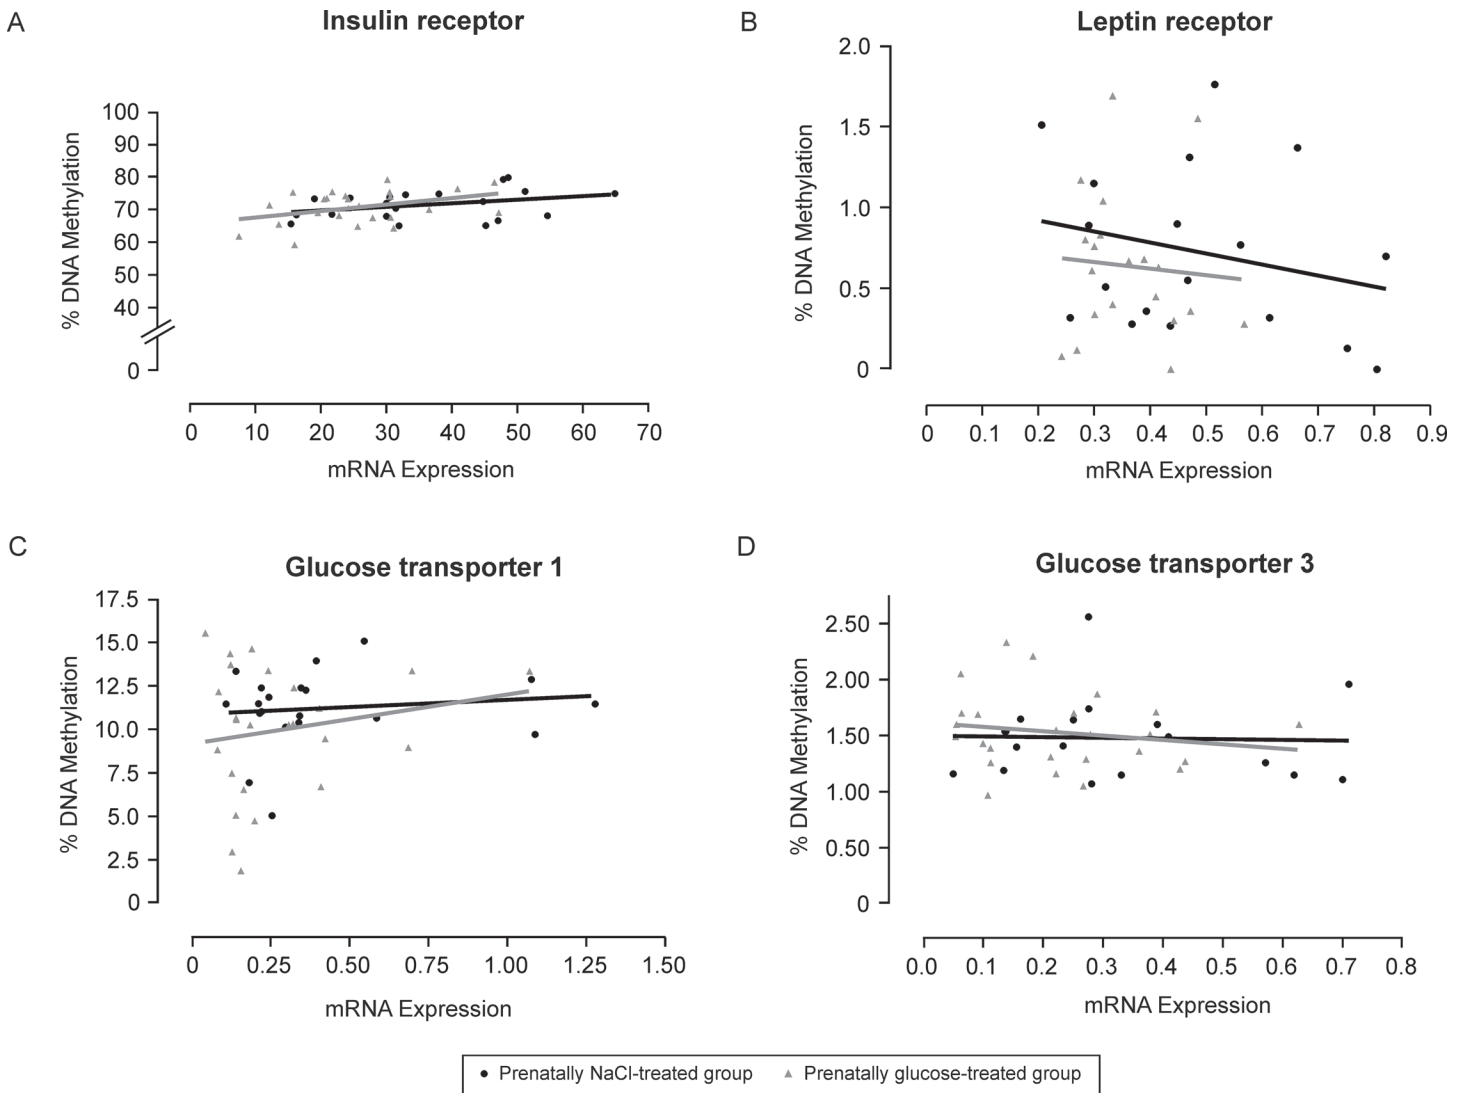 A
Insulin receptor
% DNA Methylation
100
90
80
70
60
50
40
0
0 10 20 30 40 50 60 70
mRNA Expression
B
Leptin receptor
% DNA Methylation
2.0
1.5
1.0
0.5
0
0 0.1 0.2 0.3 0.4 0.5 0.6 0.7 0.8 0.9
mRNA Expression
C
Glucose transporter 1
% DNA Methylation
17.5
15.0
12.5
10.0
7.5
5.0
2.5
0
0 0.25 0.50 0.75 1.00 1.25 1.50
mRNA Expression
D
Glucose transporter 3
% DNA Methylation
2.50
2.00
1.50
1.00
0.50
0
0.0 0.1 0.2 0.3 0.4 0.5 0.6 0.7 0.8
mRNA Expression
Prenatally NaCl-treated group Prenatally glucose-treated group